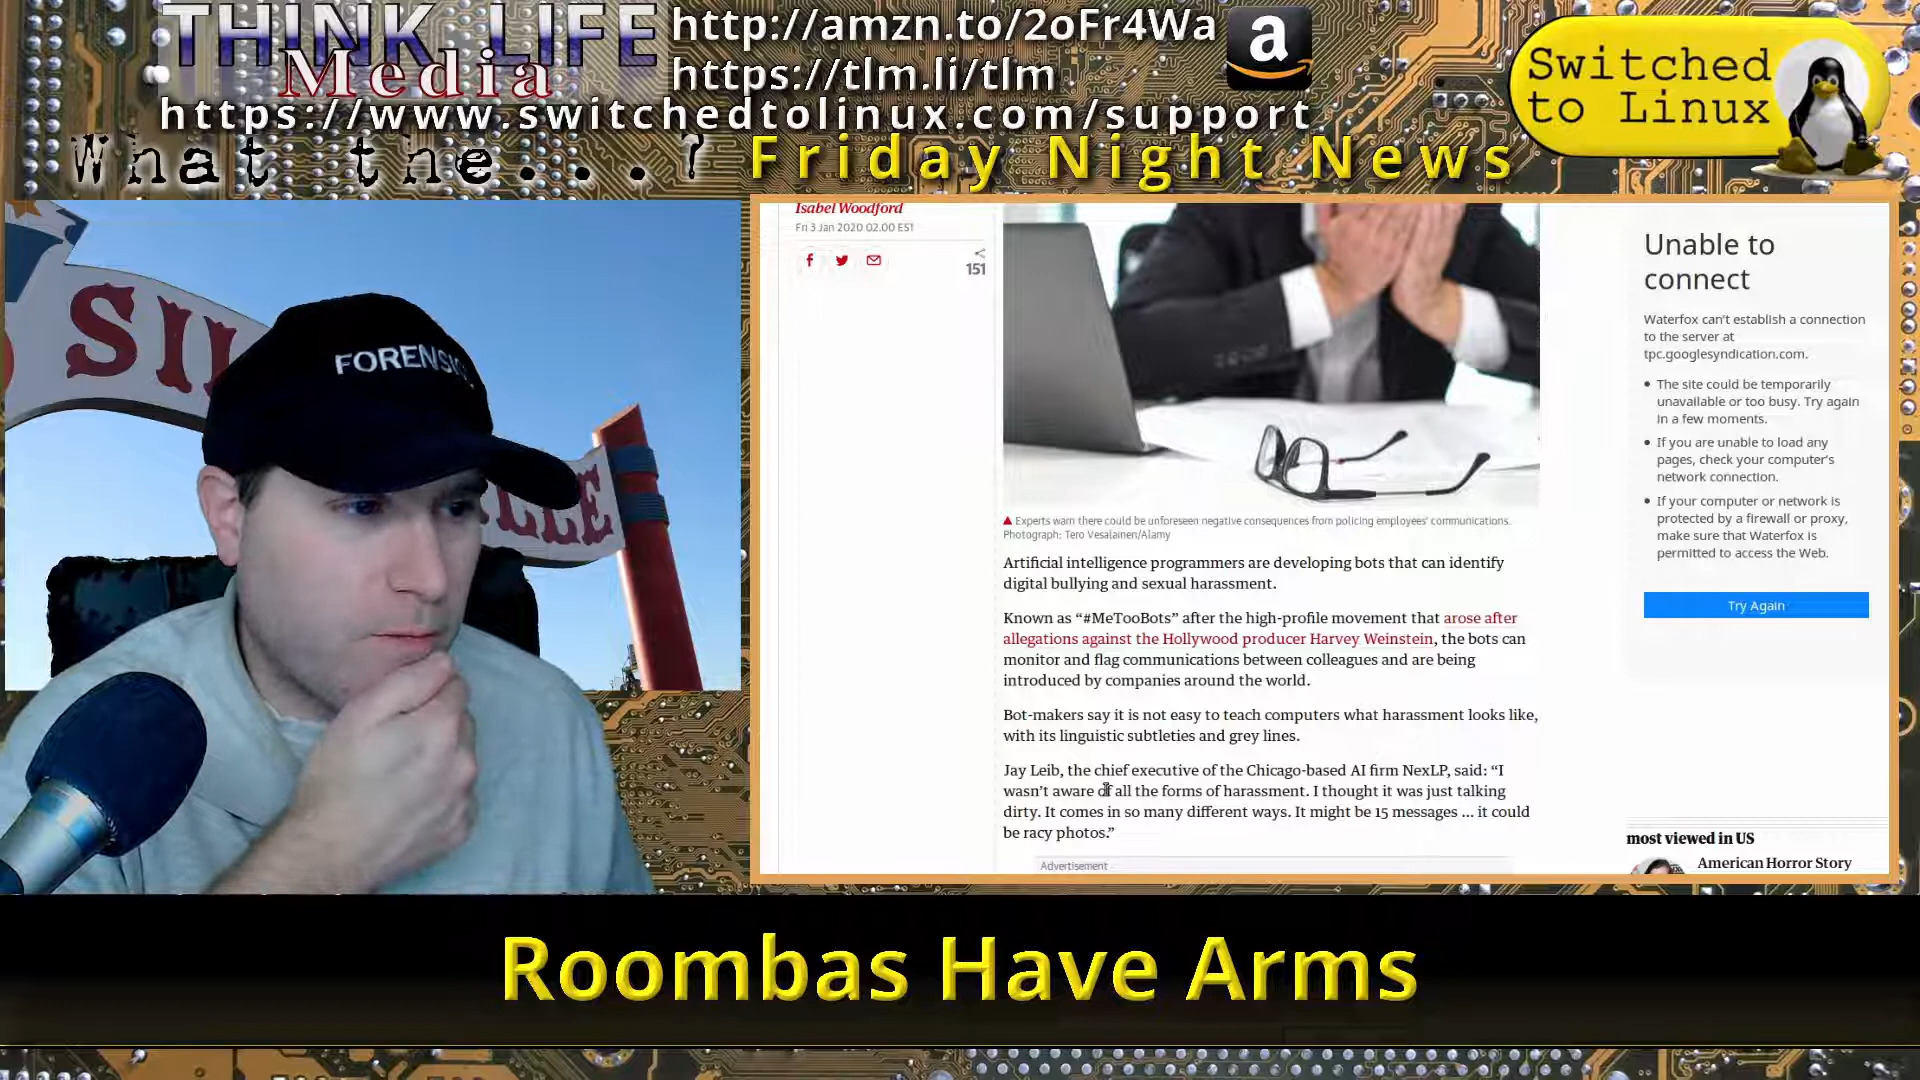 THINK LIFE
Media
http://amzn.to/2oFr4Wa
https://tlm.li/tlm
https://www.switchedtolinux.com/support
a
Switched
to Linux
What the...?
Friday Night News
SIL
ILLE
FORENSIC
Isabel Woodford
Fri 3 Jan 2020 02.00 EST
151
Experts warn there could be unforeseen negative consequences from policing employees' communications.
Photograph: Tero Vesalainen/Alamy
Artificial intelligence programmers are developing bots that can identify
digital bullying and sexual harassment.
Known as “#MeTooBots” after the high-profile movement that arose after
allegations against the Hollywood producer Harvey Weinstein, the bots can
monitor and flag communications between colleagues and are being
introduced by companies around the world.
Bot-makers say it is not easy to teach computers what harassment looks like,
with its linguistic subtleties and grey lines.
Jay Leib, the chief executive of the Chicago-based AI firm NexLP, said: “I
wasn’t aware of all the forms of harassment. I thought it was just talking
dirty. It comes in so many different ways. It might be 15 messages ... it could
be racy photos.”
Advertisement
Unable to
connect
Waterfox can’t establish a connection
to the server at
tpc.googlesyndication.com.
The site could be temporarily
unavailable or too busy. Try again
in a few moments.
If you are unable to load any
pages, check your computer’s
network connection.
If your computer or network is
protected by a firewall or proxy,
make sure that Waterfox is
permitted to access the Web.
Try Again
most viewed in US
American Horror Story
Roombas Have Arms